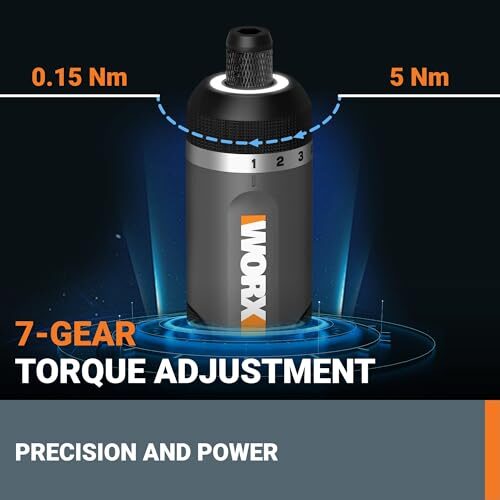 0.15 Nm
5 Nm
1 2 3
WORX
7-GEAR
TORQUE ADJUSTMENT
PRECISION AND POWER